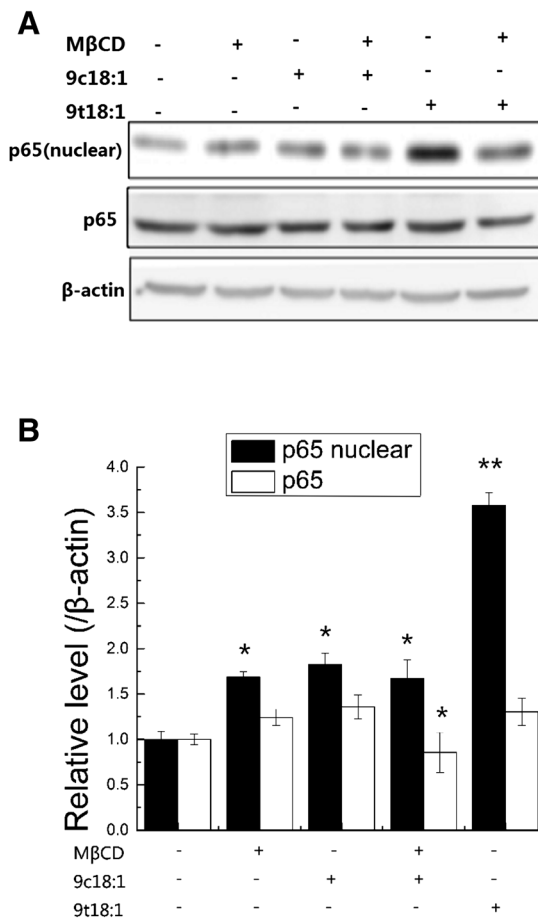 A
MβCD - + - + - +
9c18:1 - - + + - -
9t18:1 - - - - + +
p65(nuclear)
p65
β-actin
B
p65 nuclear
p65
Relative level (/β-actin)
4.0
3.5
3.0
2.5
2.0
1.5
1.0
0.5
0.0
* * * * **
MβCD - + - + -
9c18:1 - - + + -
9t18:1 - - - - +